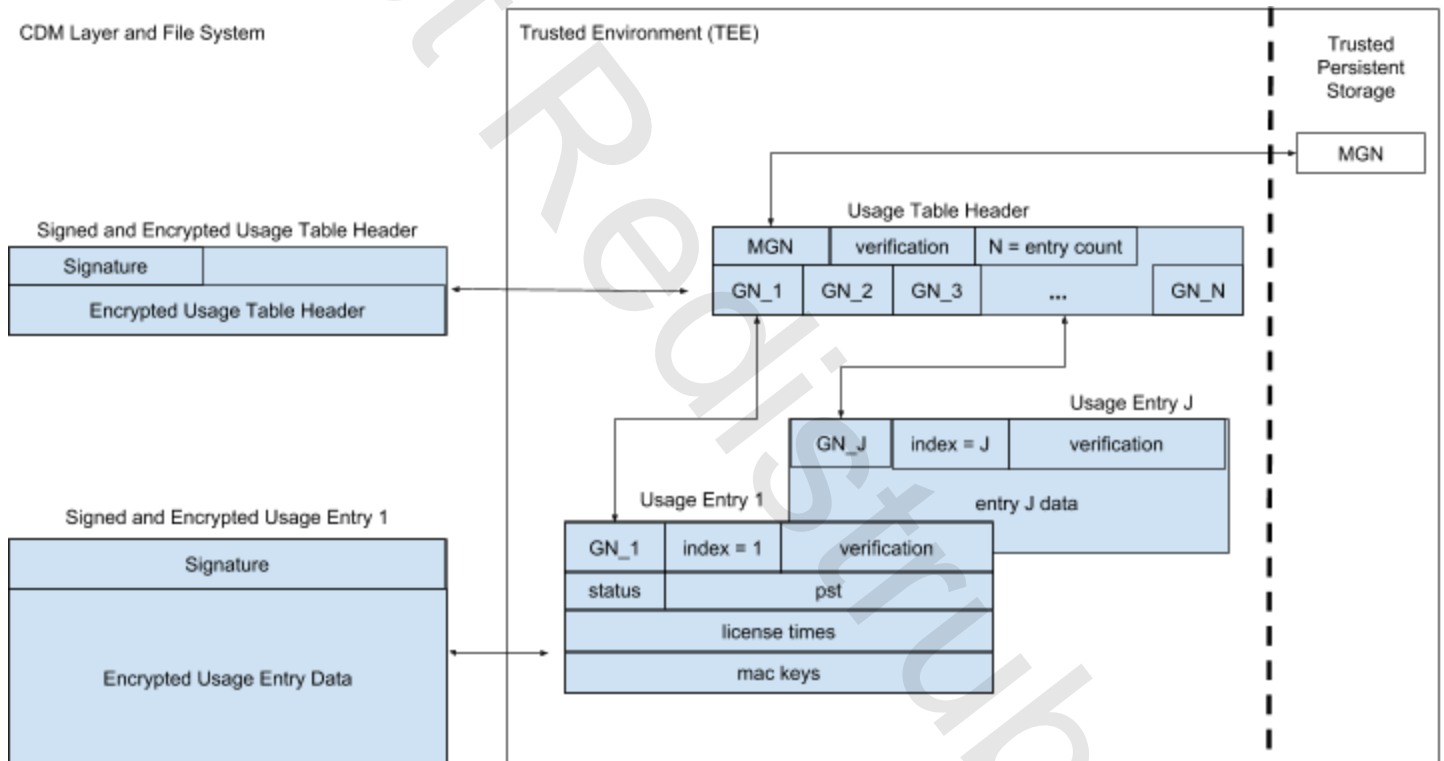 CDM Layer and File System
Trusted Environment (TEE)
Trusted
Persistent
Storage
MGN
Usage Table Header
MGN verification N = entry count
GN_1 GN_2 GN_3 ... GN_N
Signed and Encrypted Usage Table Header
Signature
Encrypted Usage Table Header
Usage Entry J
GN_J index = J verification
entry J data
Usage Entry 1
GN_1 index = 1 verification
status pst
license times
mac keys
Signed and Encrypted Usage Entry 1
Signature
Encrypted Usage Entry Data
t Redistrub